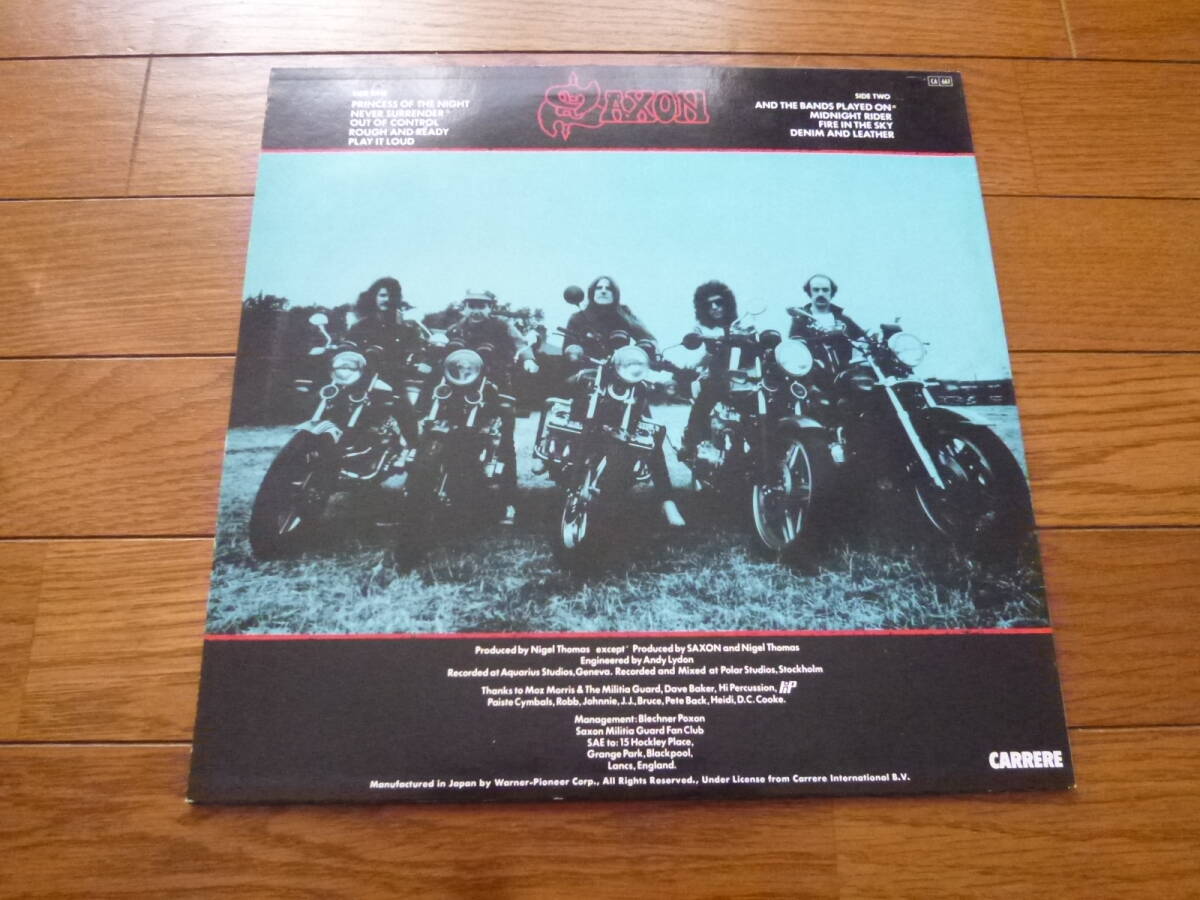 SIDE ONE
PRINCESS OF THE NIGHT
NEVER SURRENDER*
OUT OF CONTROL
ROUGH AND READY
PLAY IT LOUD
SAXON
SIDE TWO
AND THE BANDS PLAYED ON*
MIDNIGHT RIDER
FIRE IN THE SKY
DENIM AND LEATHER
CA 667
Produced by Nigel Thomas except* Produced by SAXON and Nigel Thomas
Engineered by Andy Lydon
Recorded at Aquarius Studios, Geneva. Recorded and Mixed at Polar Studios, Stockholm
Thanks to Moz Morris & The Militia Guard, Dave Baker, Hi Percussion,
Paiste Cymbals, Robb, Johnnie, J.J., Bruce, Pete Back, Heidi, D.C. Cooke.
Management: Blechner Poxon
Saxon Militia Guard Fan Club
SAE to: 15 Hockley Place,
Grange Park, Blackpool,
Lancs, England.
CARRERE
Manufactured in Japan by Warner-Pioneer Corp., All Rights Reserved., Under License from Carrere International B.V.